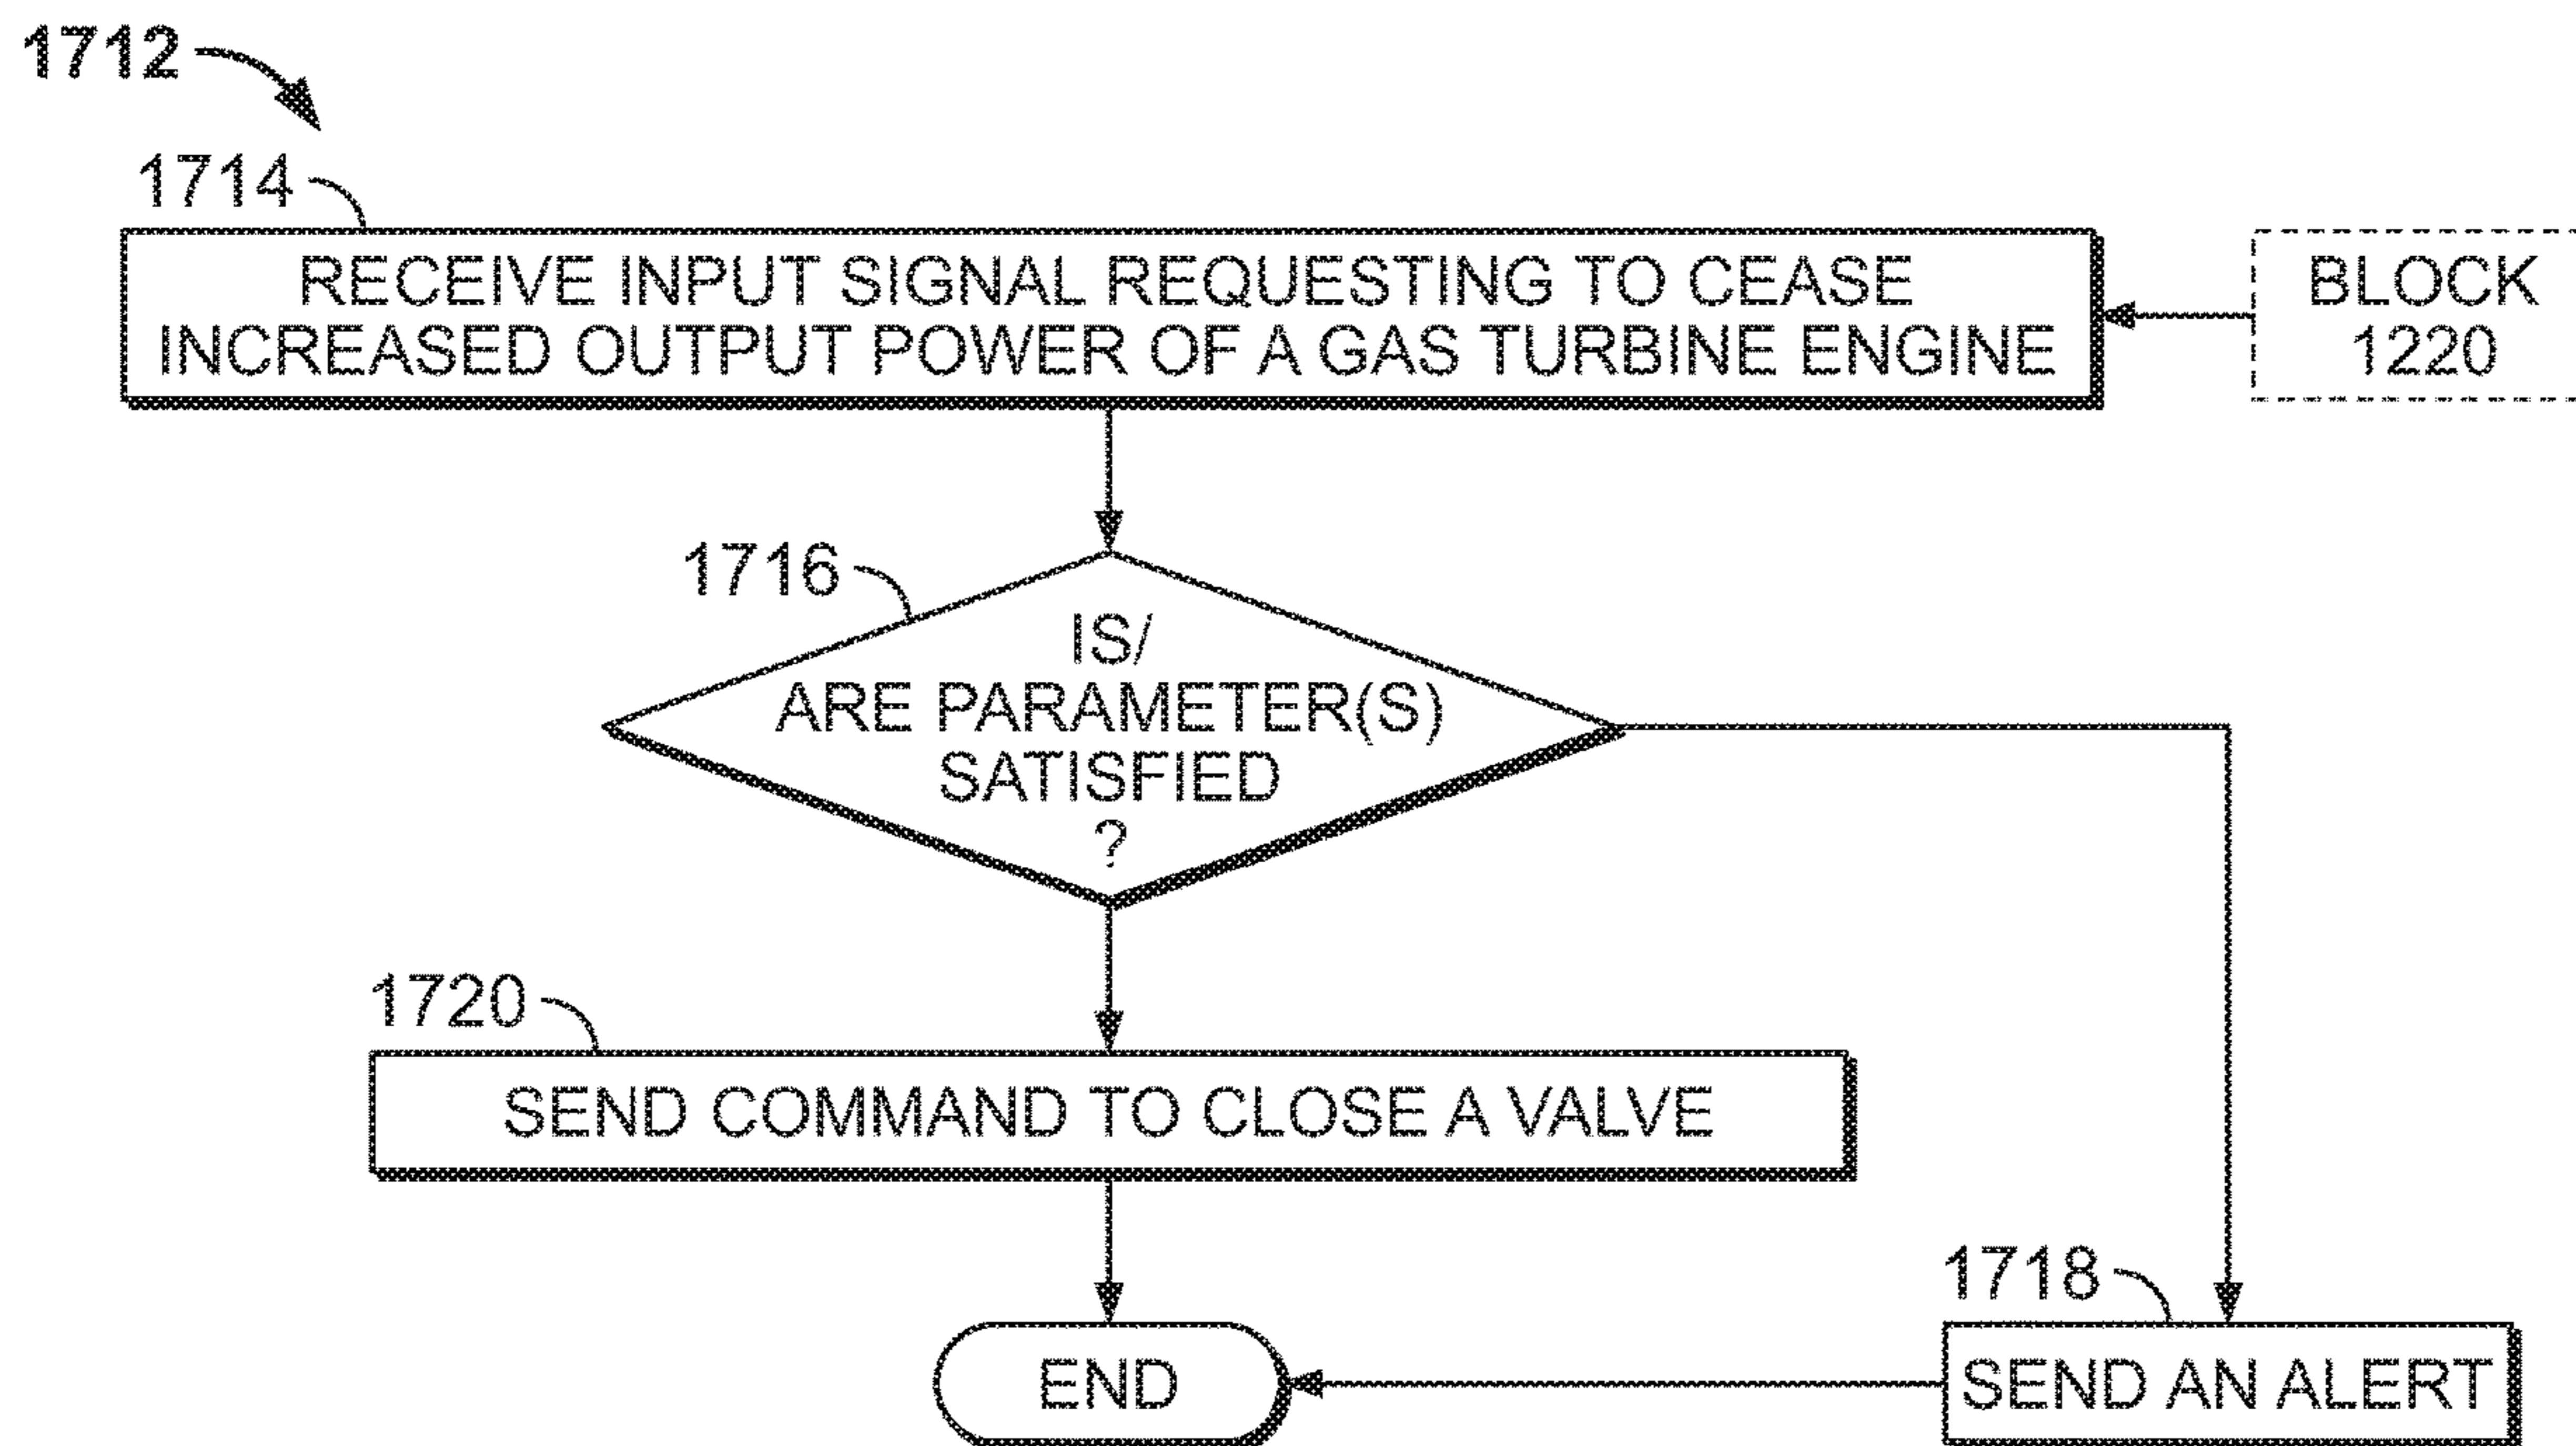 1712
1714
RECEIVE INPUT SIGNAL REQUESTING TO CEASE
INCREASED OUTPUT POWER OF A GAS TURBINE ENGINE
BLOCK
1220
1716
IS/
ARE PARAMETER(S)
SATISFIED
?
1720
SEND COMMAND TO CLOSE A VALVE
1718
SEND AN ALERT
END